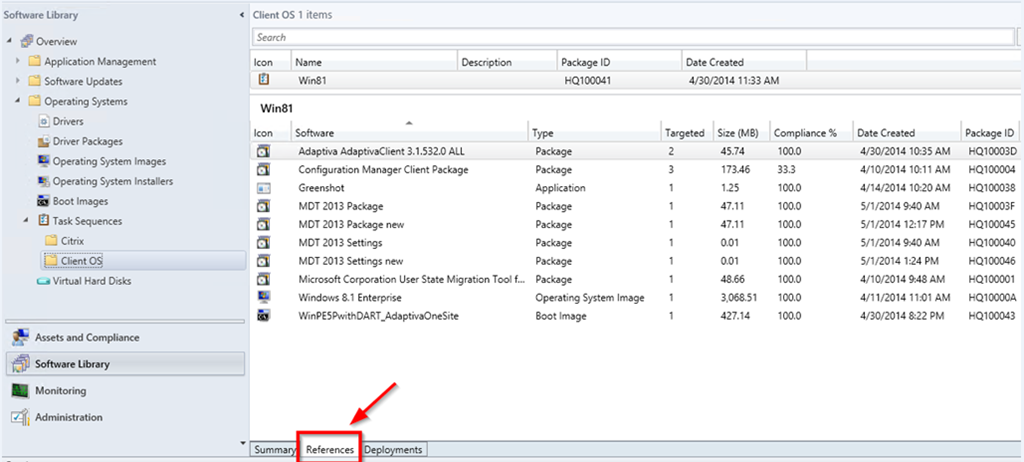 Software Library
Overview
Application Management
Software Updates
Operating Systems
Drivers
Driver Packages
Operating System Images
Operating System Installers
Boot Images
Task Sequences
Citrix
Client OS
Virtual Hard Disks
Assets and Compliance
Software Library
Monitoring
Administration
Client OS 1 items
Search
Icon Name Description Package ID Date Created
Win81 HQ100041 4/30/2014 11:33 AM
Win81
Icon Software Type Targeted Size (MB) Compliance % Date Created Package ID
Adaptiva AdaptivaClient 3.1.532.0 ALL Package 2 45.74 100.0 4/30/2014 10:35 AM HQ10003D
Configuration Manager Client Package Package 3 173.46 33.3 4/10/2014 10:11 AM HQ100004
Greenshot Application 1 1.25 100.0 4/14/2014 10:20 AM HQ100038
MDT 2013 Package Package 1 47.11 100.0 5/1/2014 9:40 AM HQ10003F
MDT 2013 Package new Package 1 47.11 100.0 5/1/2014 12:17 PM HQ100045
MDT 2013 Settings Package 1 0.01 100.0 5/1/2014 9:40 AM HQ100040
MDT 2013 Settings new Package 1 0.01 100.0 5/1/2014 1:24 PM HQ100046
Microsoft Corporation User State Migration Tool f... Package 1 48.66 100.0 4/10/2014 9:48 AM HQ100001
Windows 8.1 Enterprise Operating System Image 1 3,068.51 100.0 4/11/2014 11:01 AM HQ10000A
WinPE5PwithDART_AdaptivaOneSite Boot Image 1 427.14 100.0 4/30/2014 8:22 PM HQ100043
Summary References Deployments